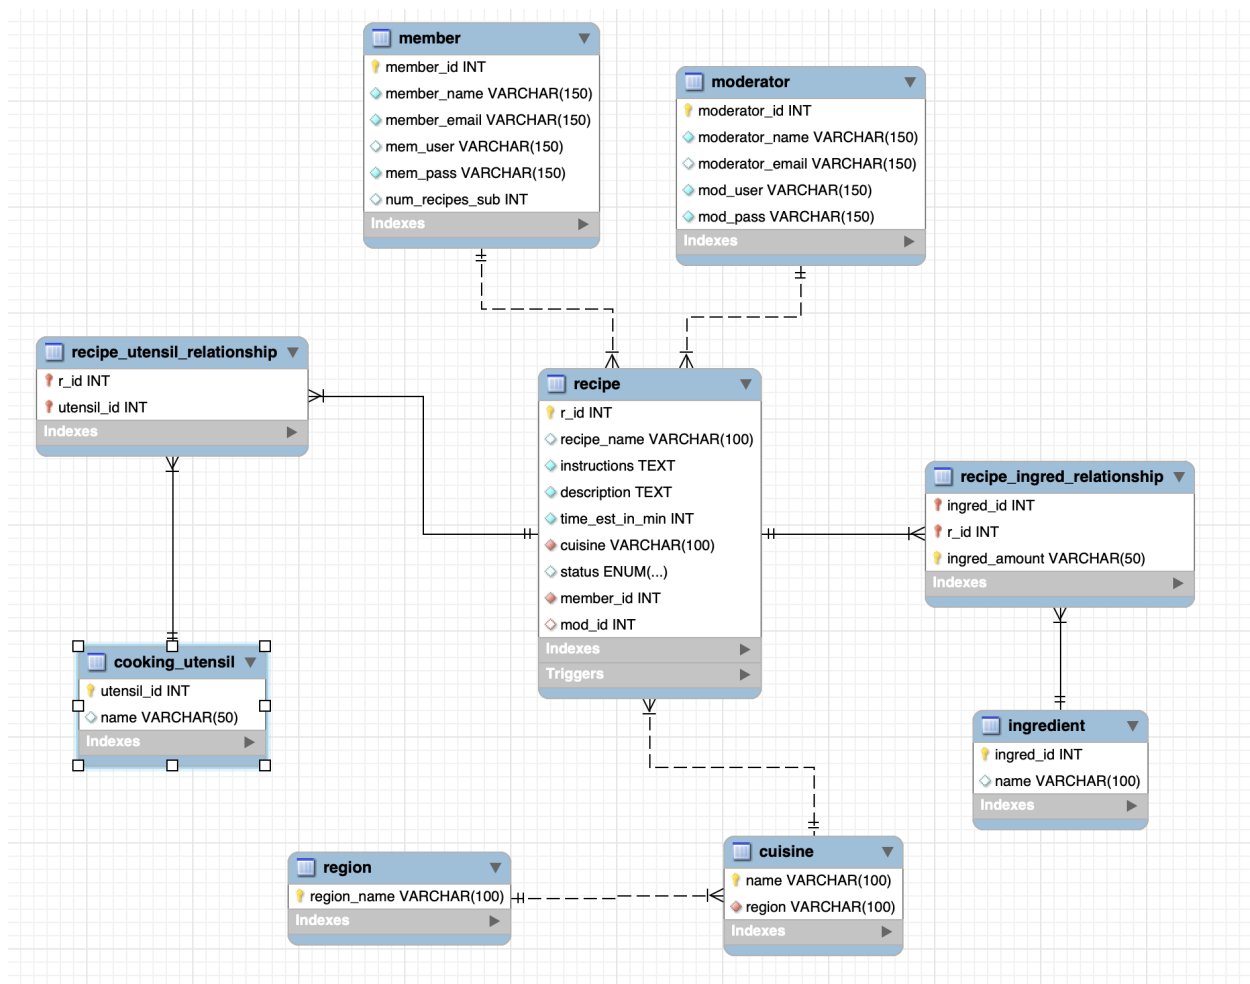 member
member_id INT
member_name VARCHAR(150)
member_email VARCHAR(150)
mem_user VARCHAR(150)
mem_pass VARCHAR(150)
num_recipes_sub INT
Indexes
moderator
moderator_id INT
moderator_name VARCHAR(150)
moderator_email VARCHAR(150)
mod_user VARCHAR(150)
mod_pass VARCHAR(150)
Indexes
recipe_utensil_relationship
r_id INT
utensil_id INT
Indexes
recipe
r_id INT
recipe_name VARCHAR(100)
instructions TEXT
description TEXT
time_est_in_min INT
cuisine VARCHAR(100)
status ENUM(...)
member_id INT
mod_id INT
Indexes
Triggers
recipe_ingred_relationship
ingred_id INT
r_id INT
ingred_amount VARCHAR(50)
Indexes
cooking_utensil
utensil_id INT
name VARCHAR(50)
Indexes
ingredient
ingred_id INT
name VARCHAR(100)
Indexes
region
region_name VARCHAR(100)
Indexes
cuisine
name VARCHAR(100)
region VARCHAR(100)
Indexes